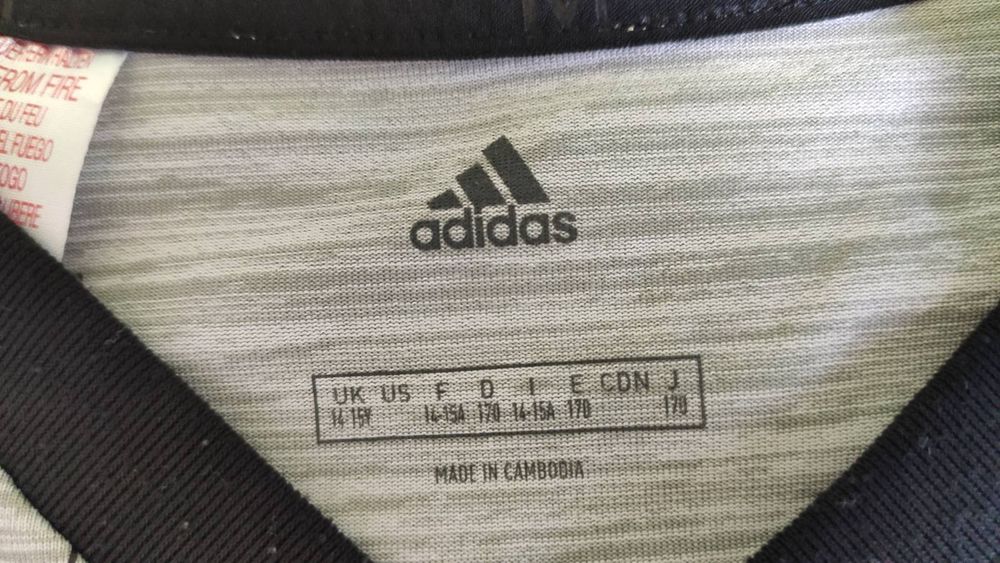 FROM FIRE
DU FEU
EL FUEGO
adidas
UK US F D I E CDN J
14-15Y 14-15A 170 14-15A 170 170
MADE IN CAMBODIA